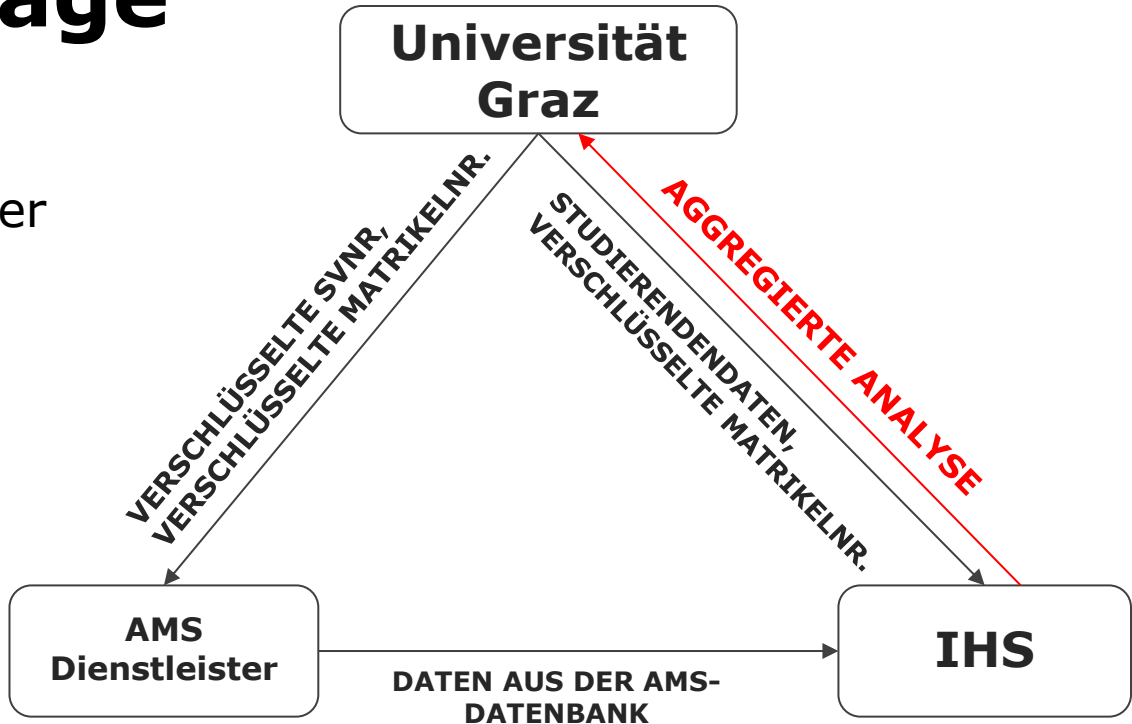 age
er
Universität
Graz
VERSCHLÜSSELTE SVNR,
VERSCHLÜSSELTE MATRIKELNR.
STUDIERENDENDATEN,
VERSCHLÜSSELTE MATRIKELNR.
AGGREGIERTE ANALYSE
AMS
Dienstleister
DATEN AUS DER AMS-
DATENBANK
IHS